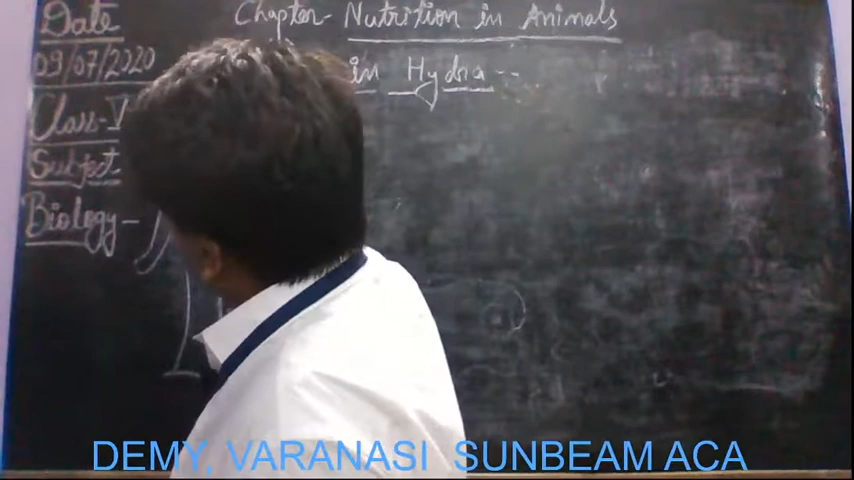 Date
09/07/2020
Class-V
Subject
Biology-
Chapter- Nutrition in Animals
in Hydra --
DEMY, VARANASI SUNBEAM ACA